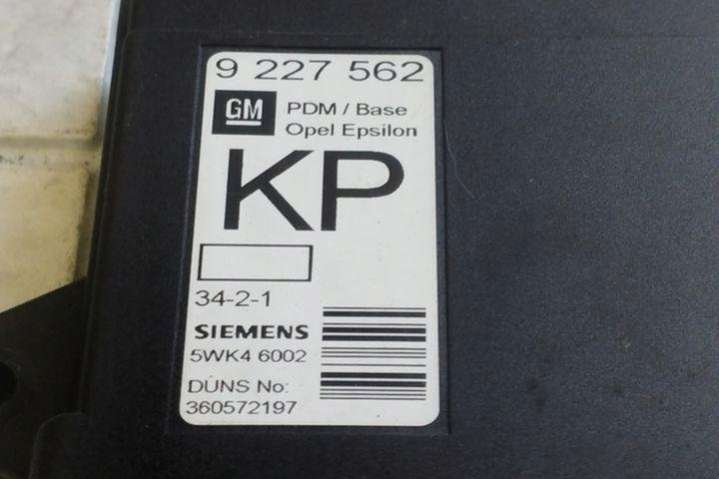 9 227 562
GM PDM / Base
Opel Epsilon
KP
34-2-1
SIEMENS
5WK4 6002
DUNS No:
360572197